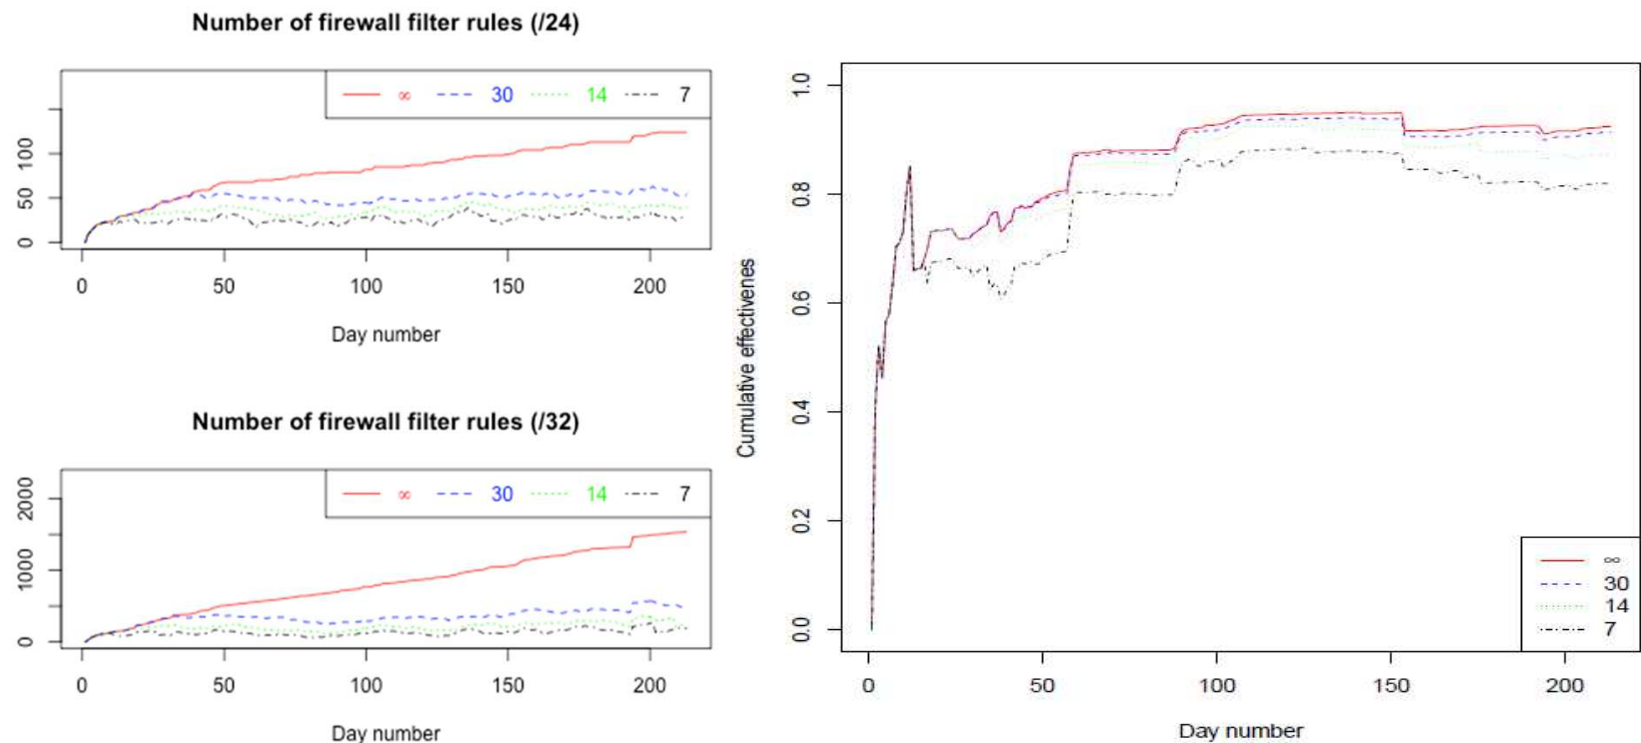 Number of firewall filter rules (/24)
∞ 30 14 7
0 50 100
0 50 100 150 200
Day number
Number of firewall filter rules (/32)
∞ 30 14 7
0 1000 2000
0 50 100 150 200
Day number
Cumulative effectivenes
0.0 0.2 0.4 0.6 0.8 1.0
∞
30
14
7
0 50 100 150 200
Day number